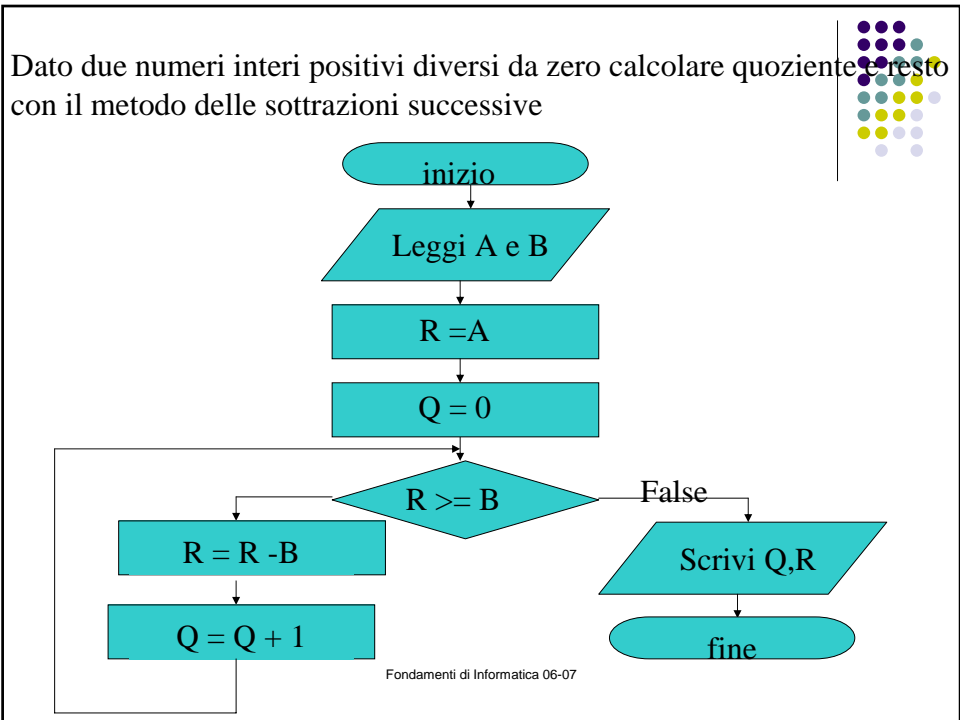 Dato due numeri interi positivi diversi da zero calcolare quoziente e resto
con il metodo delle sottrazioni successive
inizio
Leggi A e B
R =A
Q = 0
R >= B
False
R = R -B
Scrivi Q,R
Q = Q + 1
fine
Fondamenti di Informatica 06-07